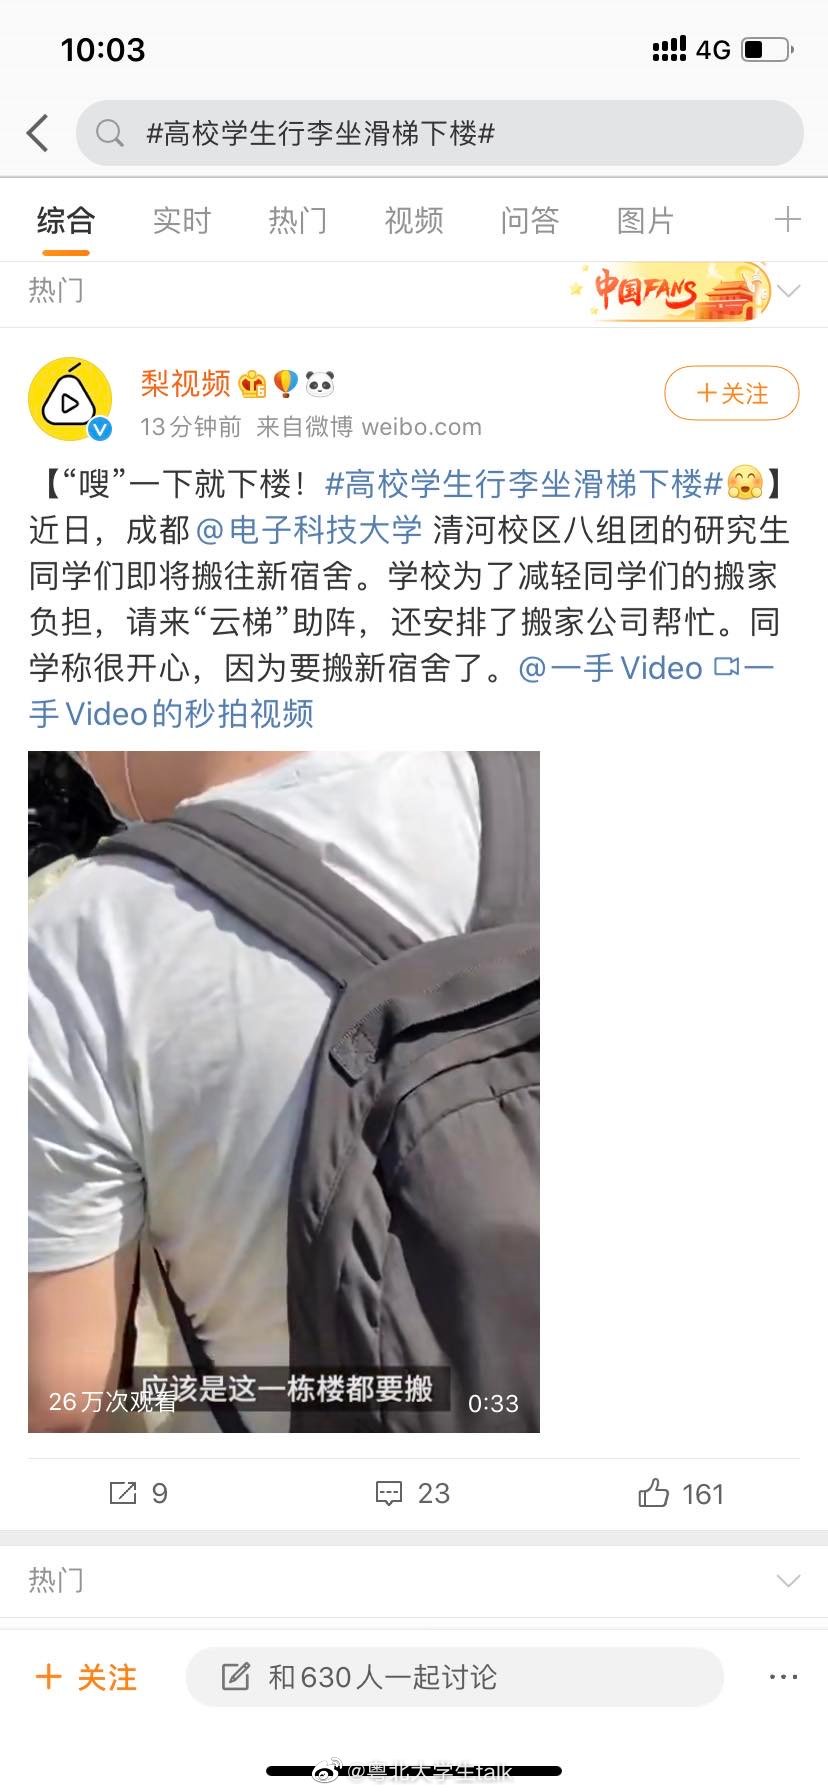 10:03
4G
#高校学生行李坐滑梯下楼#
综合 实时 热门 视频 问答 图片
热门
中国FANS
梨视频
+关注
13分钟前 来自微博 weibo.com
【“嗖”一下就下楼！#高校学生行李坐滑梯下楼#】
近日，成都@电子科技大学 清河校区八组团的研究生
同学们即将搬往新宿舍。学校为了减轻同学们的搬家
负担，请来“云梯”助阵，还安排了搬家公司帮忙。同
学称很开心，因为要搬新宿舍了。@一手Video 一
手Video的秒拍视频
应该是这一栋楼都要搬
26万次观看
0:33
9
23
161
热门
+ 关注
和630人一起讨论
@粤北大学生talk